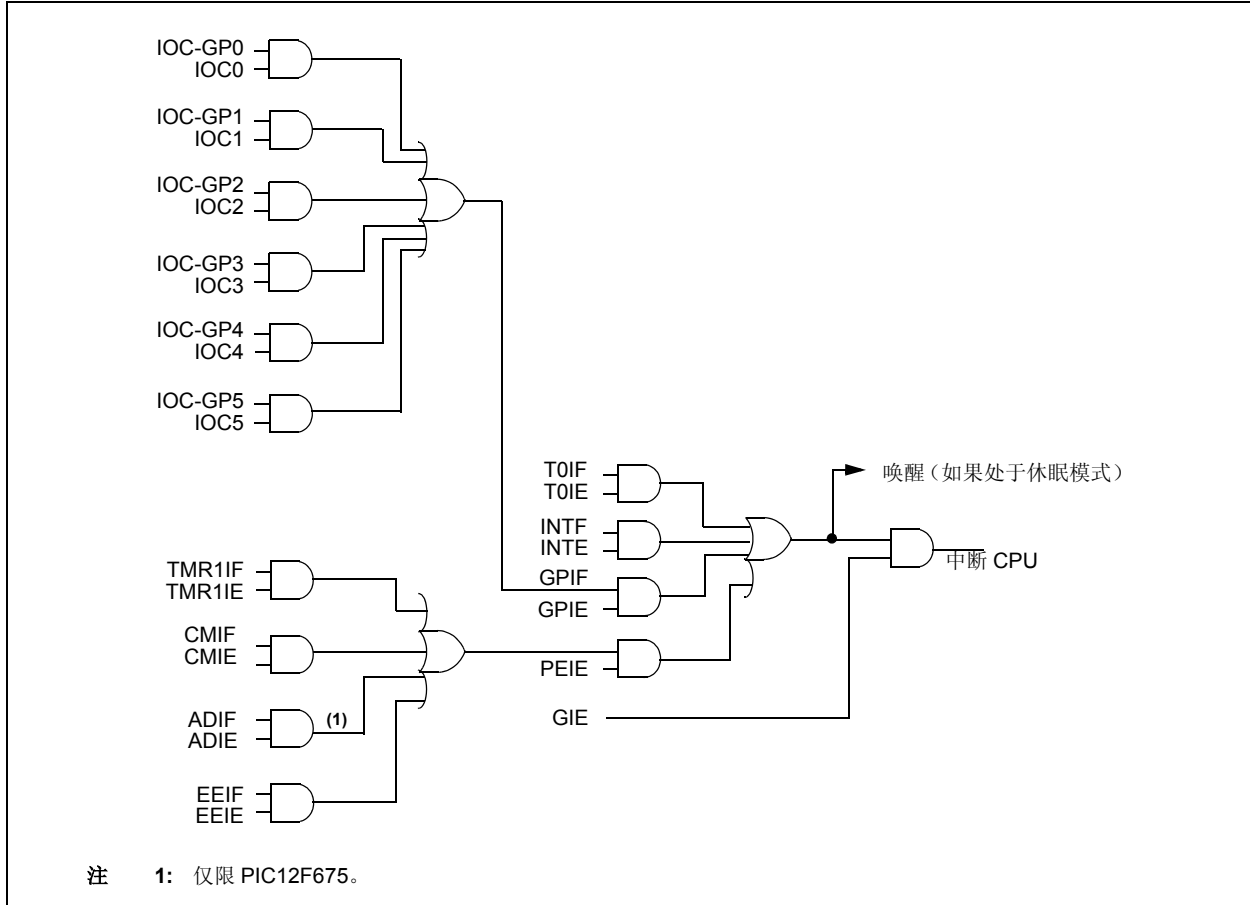 IOC-GP0
IOC0
IOC-GP1
IOC1
IOC-GP2
IOC2
IOC-GP3
IOC3
IOC-GP4
IOC4
IOC-GP5
IOC5
T0IF
T0IE
INTF
INTE
GPIF
GPIE
PEIE
GIE
唤醒（如果处于休眠模式）
中断 CPU
TMR1IF
TMR1IE
CMIF
CMIE
ADIF
ADIE
(1)
EEIF
EEIE
注 1: 仅限 PIC12F675。